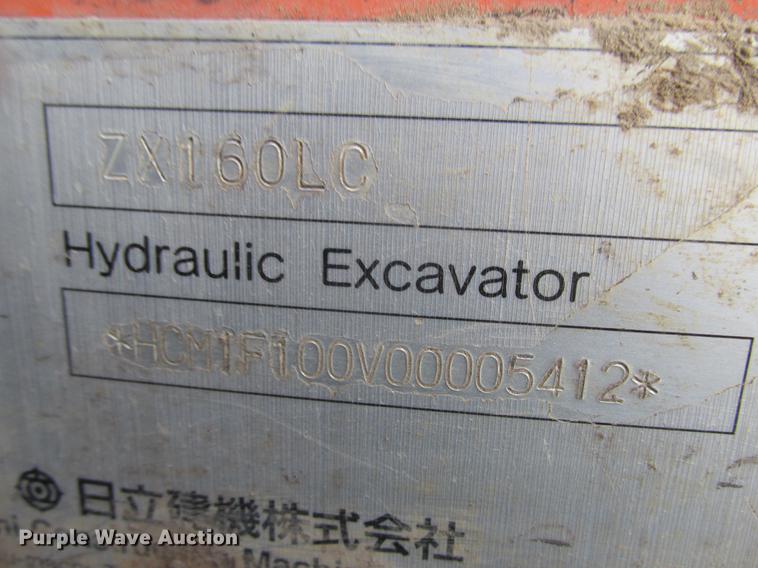 ZX160LC
Hydraulic Excavator
*HCM1F100V00005412*
日立建機株式会社
Purple Wave Auction